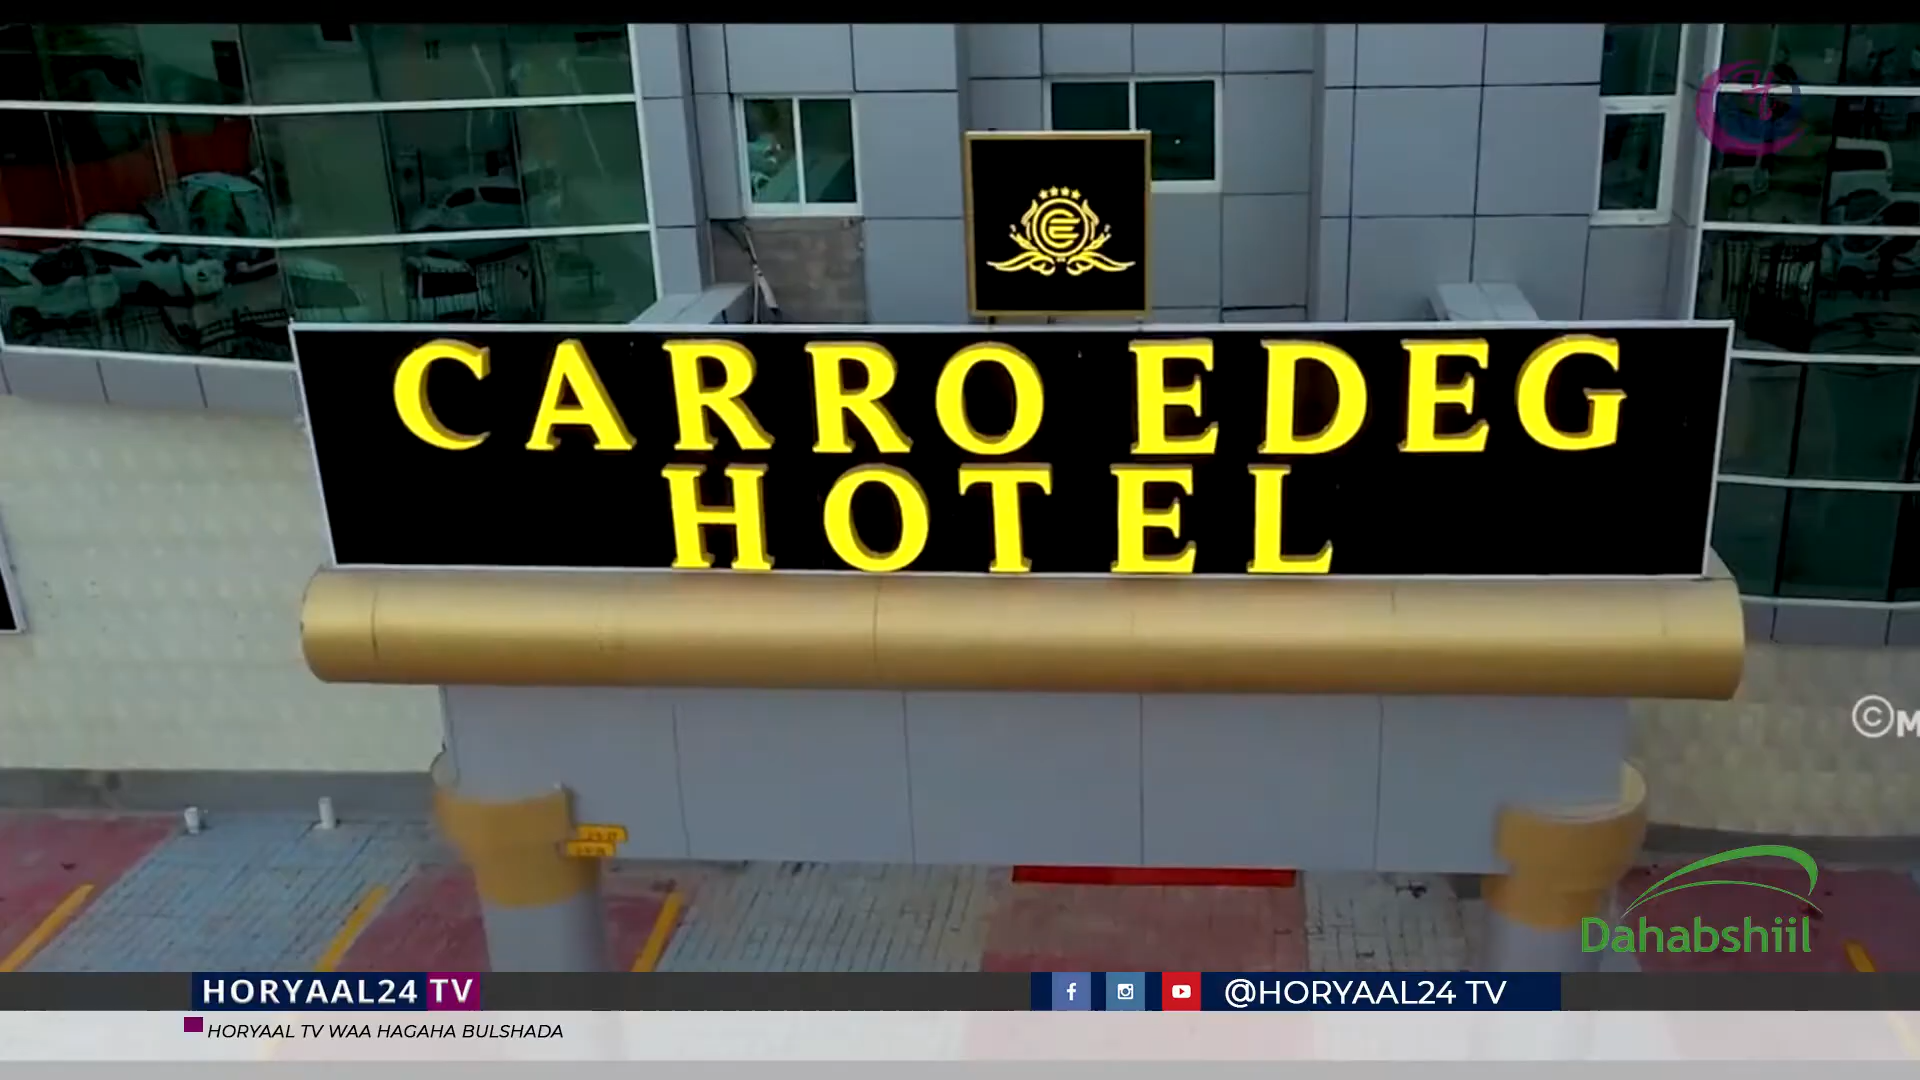 CARRO EDEG
HOTEL
©M
Dahabshiil
HORYAAL24 TV
@HORYAAL24 TV
HORYAAL TV WAA HAGAHA BULSHADA